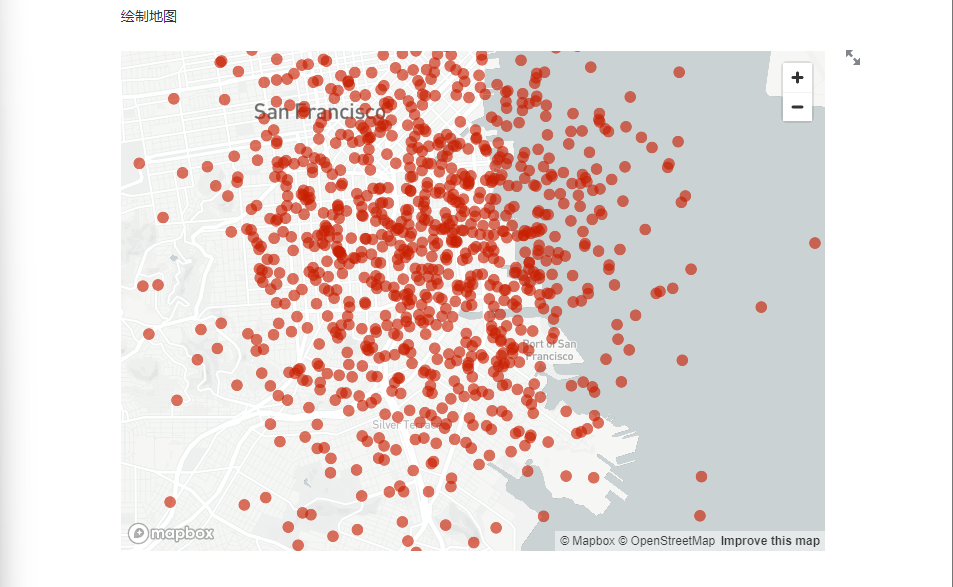 绘制地图
San Francisco
+
−
Port of San
Francisco
Silver Terrace
mapbox
© Mapbox © OpenStreetMap Improve this map